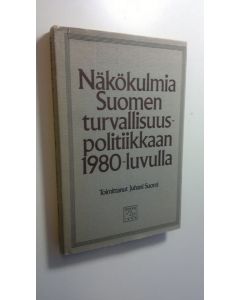 Näkökulmia
Suomen
turvallisuus-
politiikkaan
1980-luvulla
Toimittanut Juhani Suomi